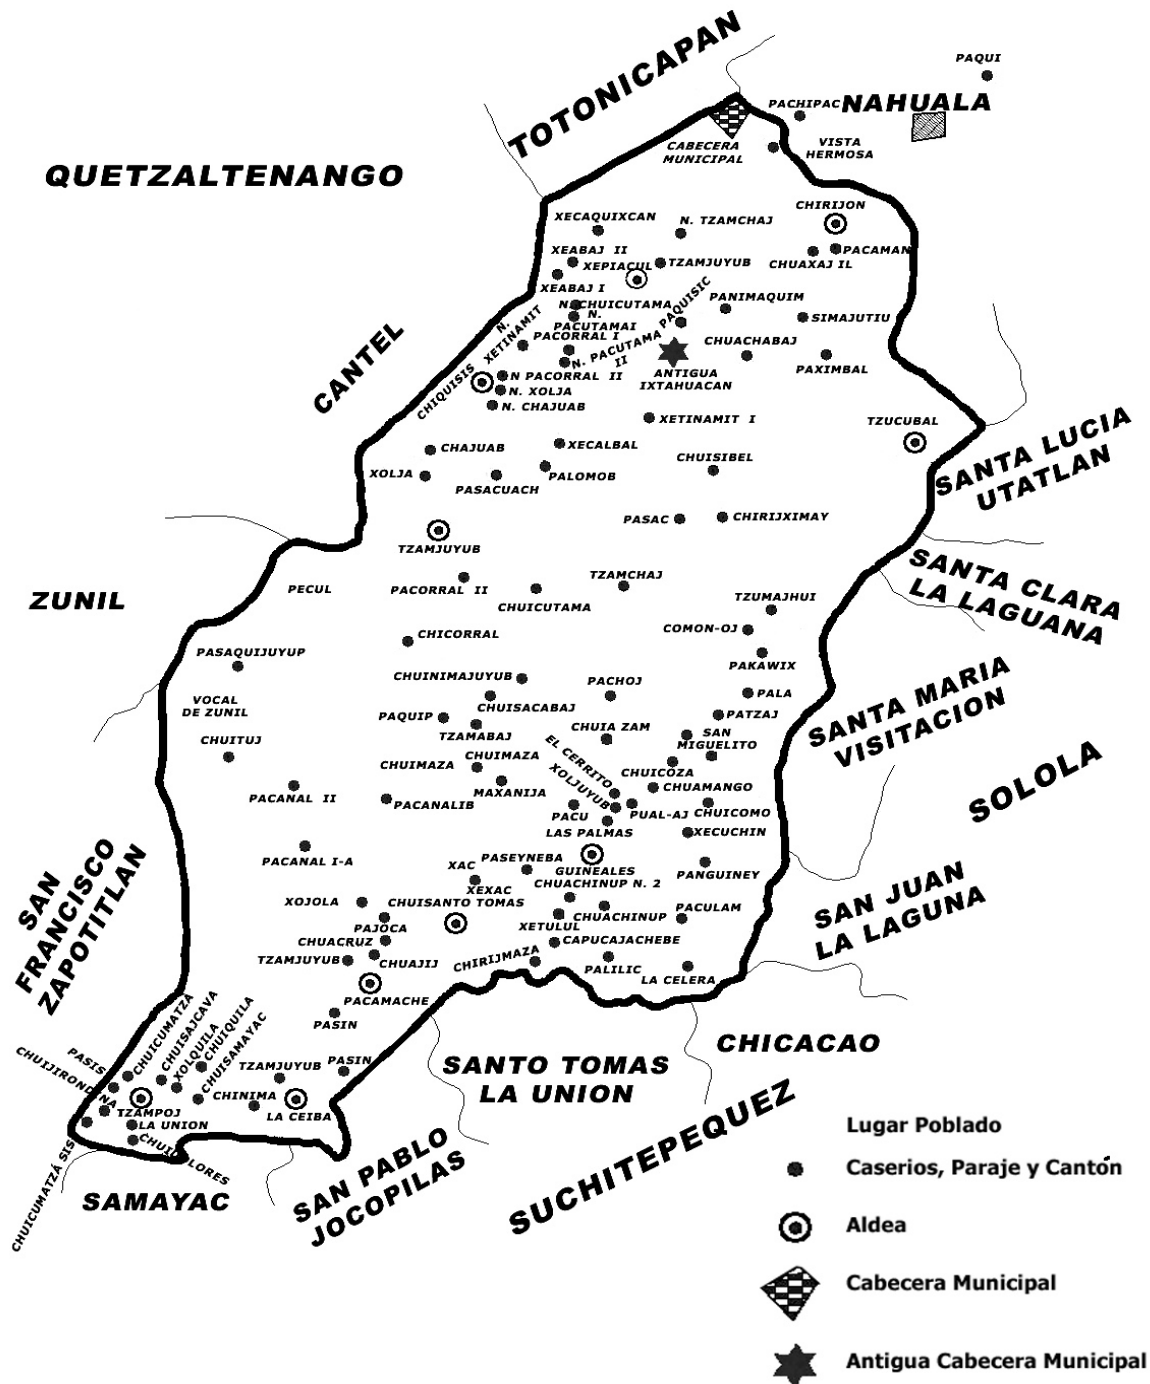 PAQUI
TOTONICAPAN
PACHIPAC
NAHUALA
CABECERA
MUNICIPAL
VISTA
HERMOSA
QUETZALTENANGO
CHIRIJON
XECAQUIXCAN
N. TZAMCHAJ
PACAMAN
CHUAXAJ IL
XEABAJ II
XEPIACUL
TZAMJUYUB
XEABAJ I
N. CHUICUTAMA
PAQUISIC
PANIMAQUIM
N.
PACUTAMAI
SIMAJUTIU
N.
XETINAMIT
PACORRAL I
N. PACUTAMA
II
CHUACHABAJ
PAXIMBAL
CANTEL
ANTIGUA
IXTAHUACAN
CHIQUISIS
N PACORRAL II
N. XOLJA
N. CHAJUAB
XETINAMIT I
TZUCUBAL
CHAJUAB
XECALBAL
CHUISIBEL
SANTA LUCIA
UTATLAN
XOLJA
PASACUACH
PALOMOB
PASAC
CHIRIJXIMAY
TZAMJUYUB
SANTA CLARA
LA LAGUANA
ZUNIL
PECUL
PACORRAL II
TZAMCHAJ
CHUICUTAMA
TZUMAJHUI
CHICORRAL
COMON-OJ
PASAQUIJUYUP
PAKAWIX
CHUINIMAJUYUB
PACHOJ
PALA
SANTA MARIA
VISITACION
VOCAL
DE ZUNIL
CHUISACABAJ
PAQUIP
PATZAJ
CHUIA ZAM
TZAMABAJ
SAN
MIGUELITO
CHUITUJ
EL CERRITO
CHUIMAZA
CHUIMAZA
XOLJUYUB
CHUICOZA
SOLOLA
MAXANIJA
CHUAMANGO
PACANAL II
PACANALIB
PACU
PUAL-AJ
CHUICOMO
LAS PALMAS
XECUCHIN
PACANAL I-A
XAC
PASEYNEBA
GUINEALES
PANGUINEY
SAN
FRANCISCO
ZAPOTITLAN
XEXAC
CHUACHINUP N. 2
XOJOLA
CHUISANTO TOMAS
CHUACHINUP
PACULAM
SAN JUAN
LA LAGUNA
PAJOCA
XETULUL
CHUACRUZ
CAPUCAJACHEBE
TZAMJUYUB
CHUAJIJ
CHIRIJMAZA
PALILIC
LA CELERA
PACAMACHE
PASIN
CHICACAO
CHUICUMATZA
CHUISAJCAVA
XOLQUILA
CHUIQUILA
CHUISAMAYAC
PASIS
TZAMJUYUB
PASIN
SANTO TOMAS
LA UNION
CHINIMA
LA CEIBA
TZAMPOJ
LA UNION
CHUICUMATZÁ SIS
SAMAYAC
SAN PABLO
JOCOPILAS
SUCHITEPEQUEZ
Lugar Poblado
Caserios, Paraje y Cantón
Aldea
Cabecera Municipal
Antigua Cabecera Municipal